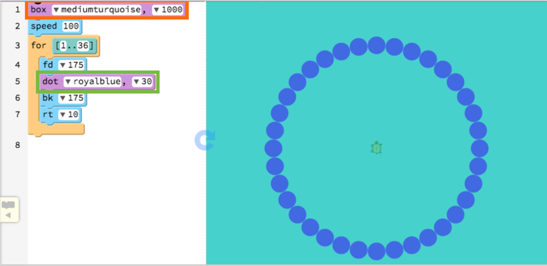 1 box mediumturquoise, 1000
2 speed 100
3 for [1..36]
4 fd 175
5 dot royalblue, 30
6 bk 175
7 rt 10
8